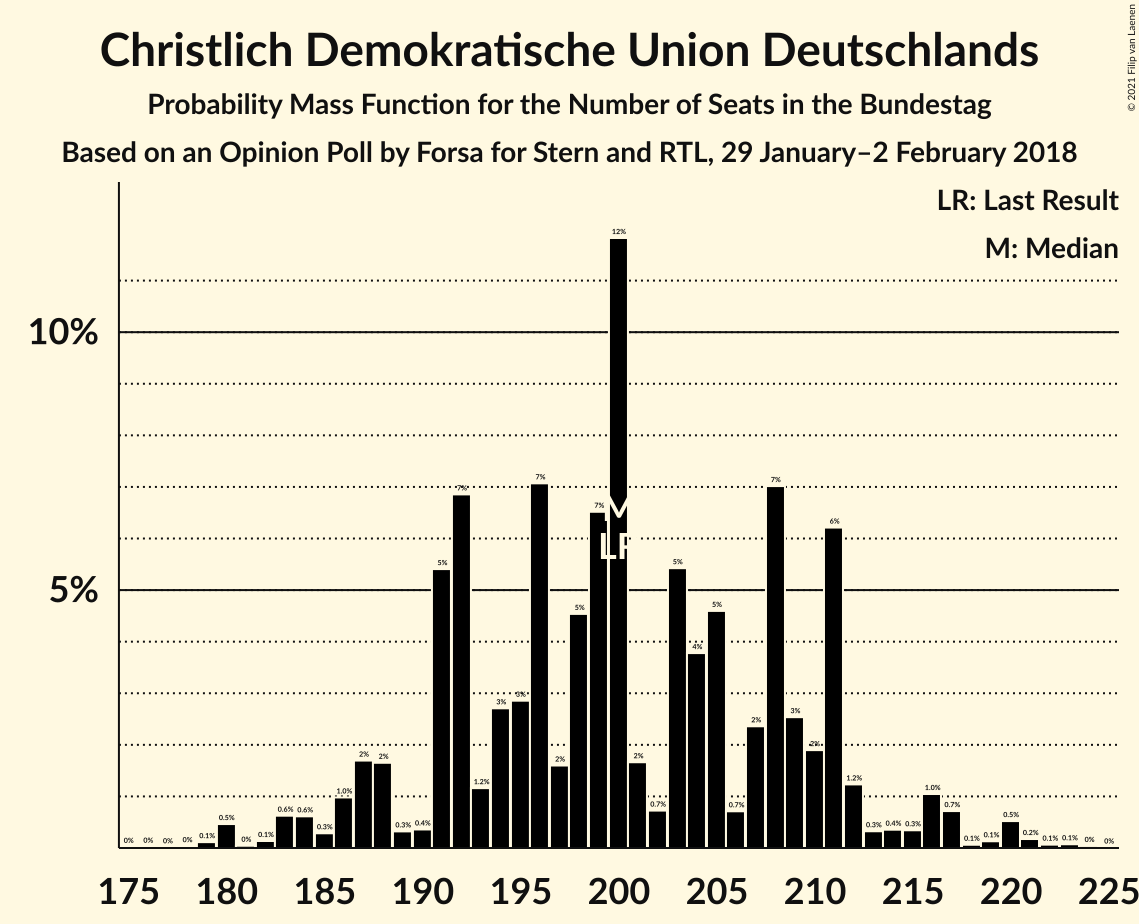 Christlich Demokratische Union Deutschlands
Probability Mass Function for the Number of Seats in the Bundestag
Based on an Opinion Poll by Forsa for Stern and RTL, 29 January–2 February 2018
© 2021 Filip van Laenen
LR: Last Result
M: Median
10%
5%
0% 0% 0% 0% 0.1% 0.5% 0% 0.1% 0.6% 0.6% 0.3% 1.0% 2% 2% 0.3% 0.4% 5% 7% 1.2% 3% 3% 7% 2% 5% 7% 12% 2% 0.7% 5% 4% 5% 0.7% 2% 7% 3% 2% 6% 1.2% 0.3% 0.4% 0.3% 1.0% 0.7% 0.1% 0.1% 0.5% 0.2% 0.1% 0.1% 0% 0%
M
LR
175 180 185 190 195 200 205 210 215 220 225